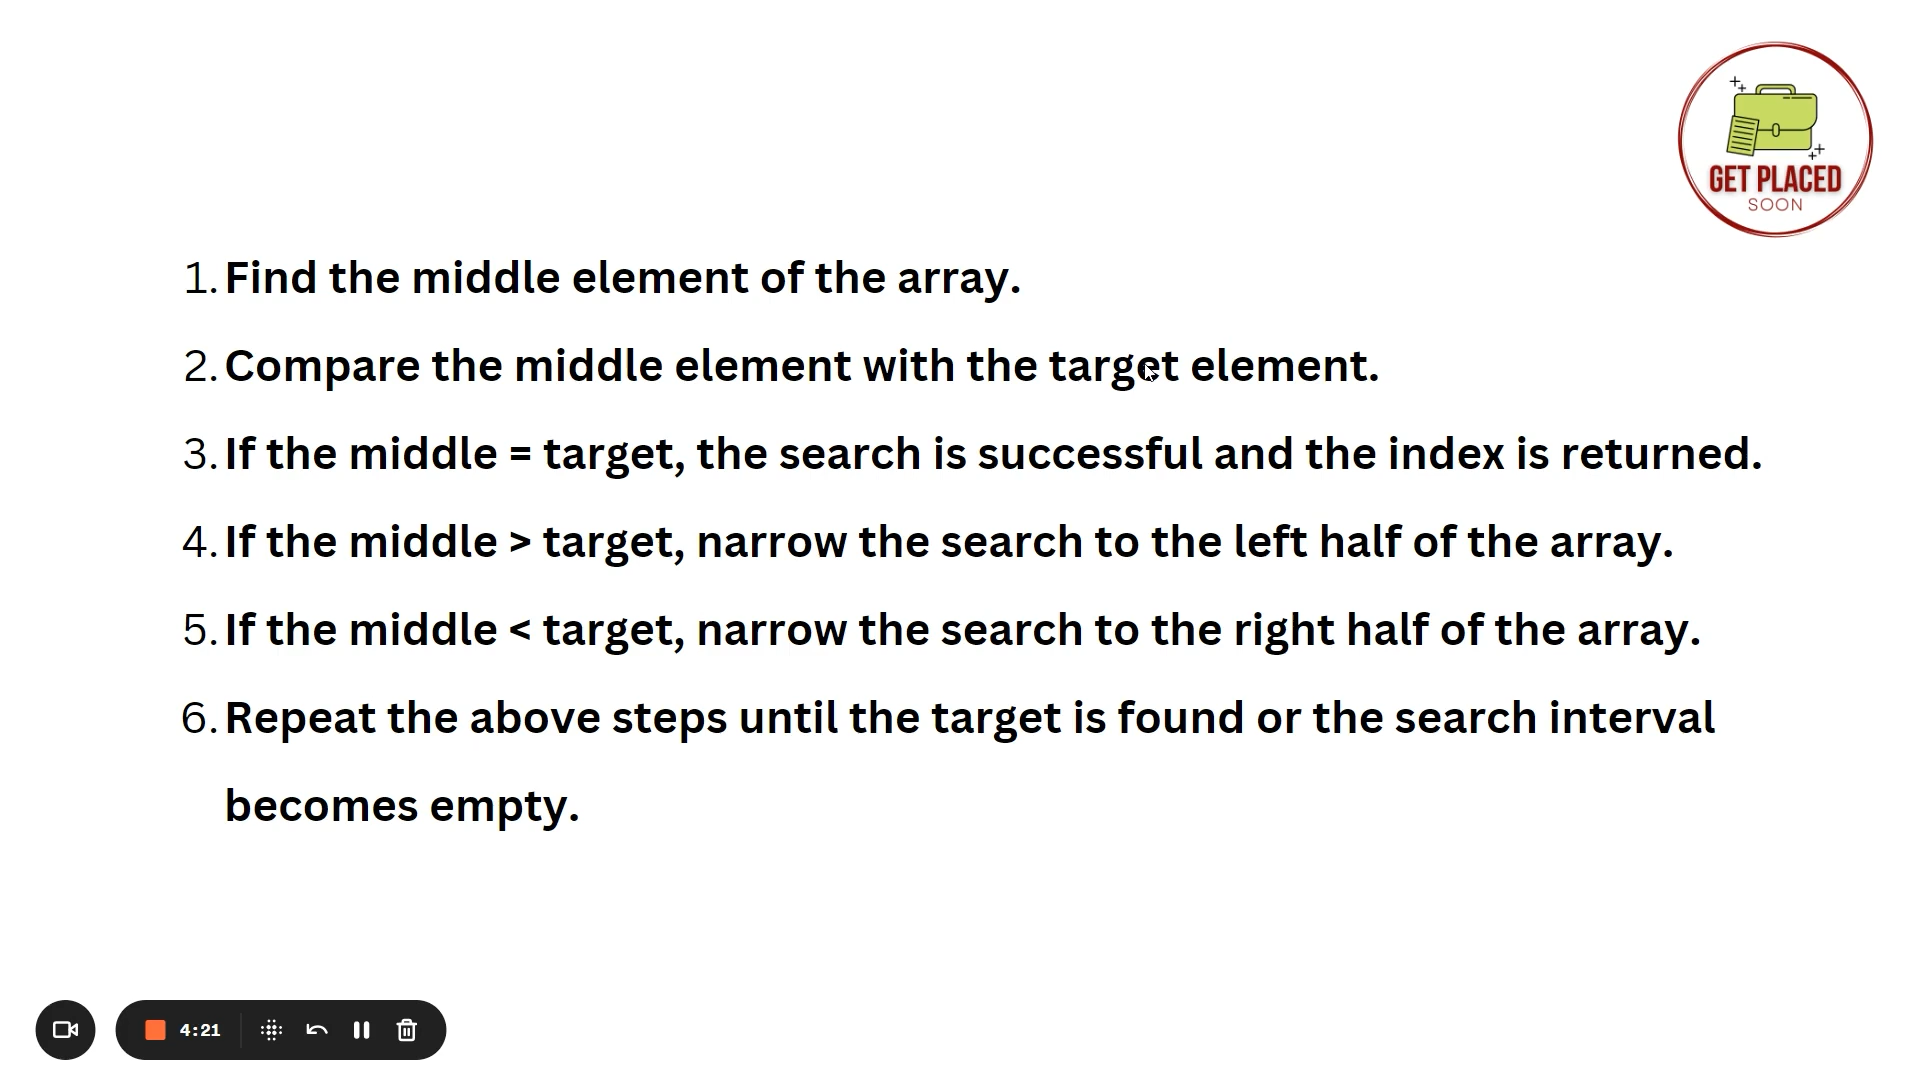 GET PLACED
SOON
1. Find the middle element of the array.
2. Compare the middle element with the target element.
3. If the middle = target, the search is successful and the index is returned.
4. If the middle > target, narrow the search to the left half of the array.
5. If the middle < target, narrow the search to the right half of the array.
6. Repeat the above steps until the target is found or the search interval
becomes empty.
4:21